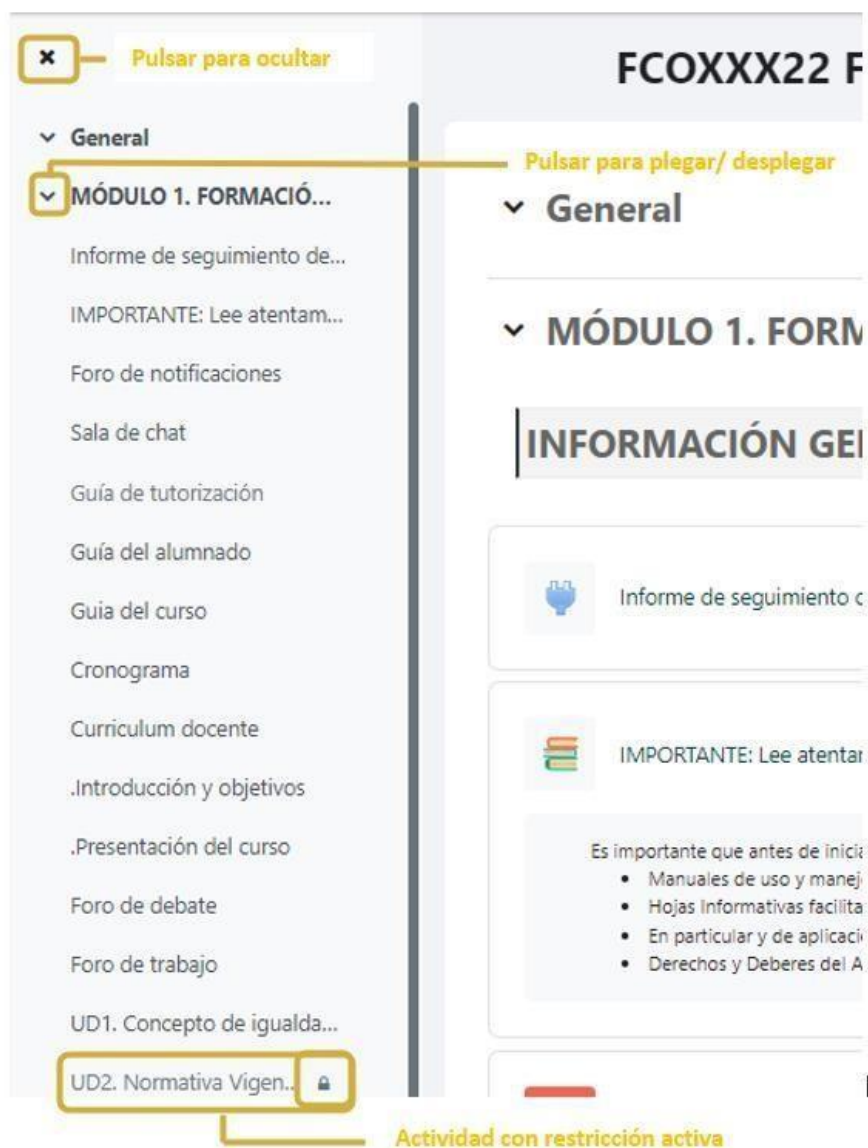 Pulsar para ocultar
General
MÓDULO 1. FORMACIÓ...
Informe de seguimiento de...
IMPORTANTE: Lee atentam...
Foro de notificaciones
Sala de chat
Guía de tutorización
Guía del alumnado
Guia del curso
Cronograma
Curriculum docente
.Introducción y objetivos
.Presentación del curso
Foro de debate
Foro de trabajo
UD1. Concepto de igualda...
UD2. Normativa Vigen...
FCOXXX22 F
Pulsar para plegar/ desplegar
General
MÓDULO 1. FORM
INFORMACIÓN GE
Informe de seguimiento
IMPORTANTE: Lee atentar
Es importante que antes de inicia
• Manuales de uso y manej
• Hojas Informativas facilita
• En particular y de aplicaci
• Derechos y Deberes del A
Actividad con restricción activa